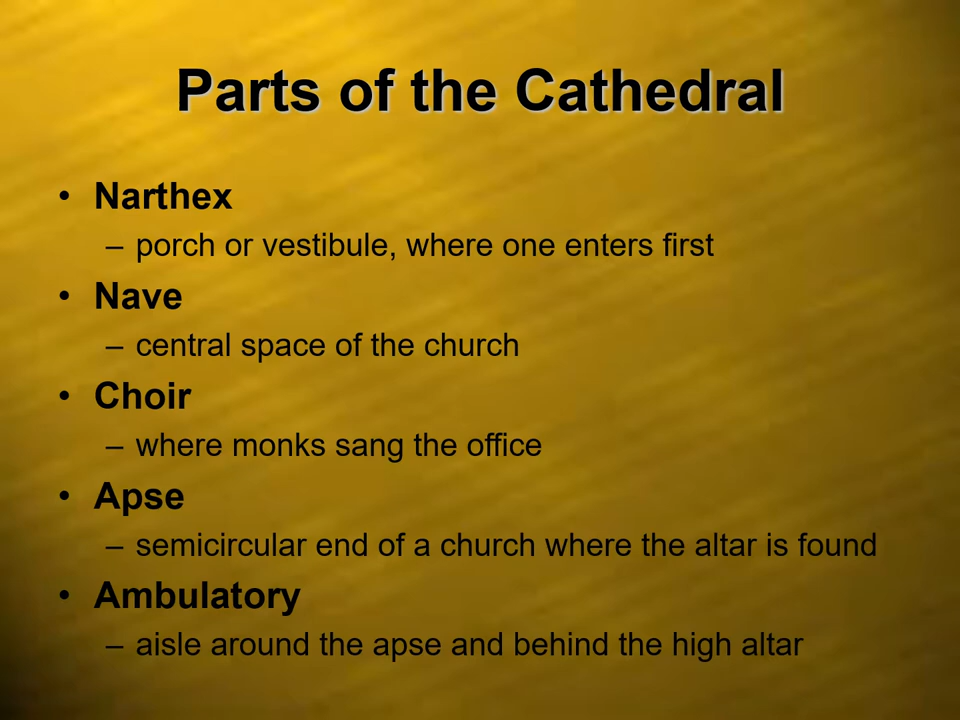 Parts of the Cathedral
• Narthex
– porch or vestibule, where one enters first
• Nave
– central space of the church
• Choir
– where monks sang the office
• Apse
– semicircular end of a church where the altar is found
• Ambulatory
– aisle around the apse and behind the high altar